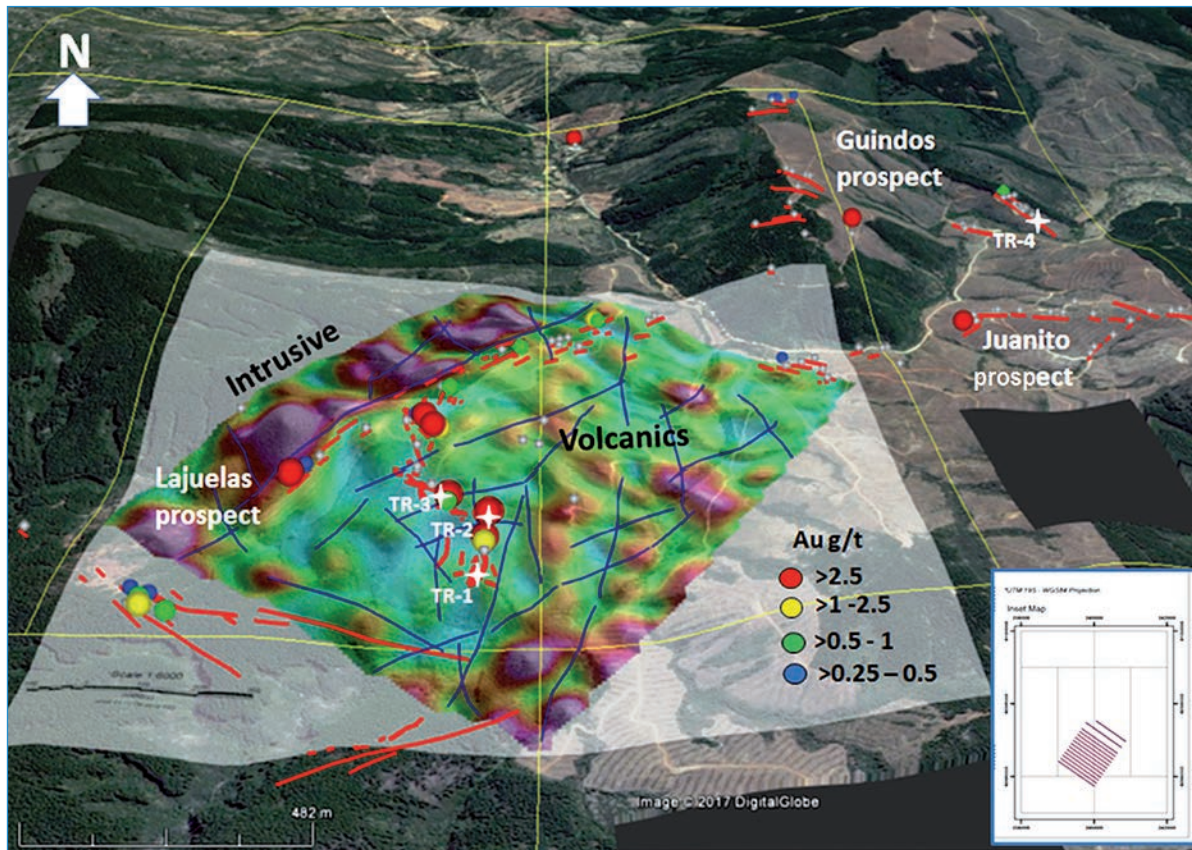 N
Guindos
prospect
TR-4
Juanito
prospect
Intrusive
Volcanics
Lajuelas
prospect
TR-3
TR-2
TR-1
Au g/t
>2.5
>1 -2.5
>0.5 - 1
>0.25 – 0.5
Inset Map
482 m
Image © 2017 DigitalGlobe